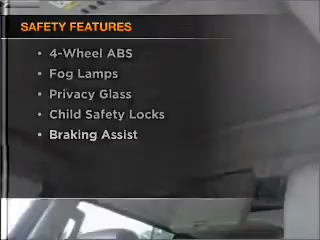 SAFETY FEATURES
• 4-Wheel ABS
• Fog Lamps
• Privacy Glass
• Child Safety Locks
• Braking Assist